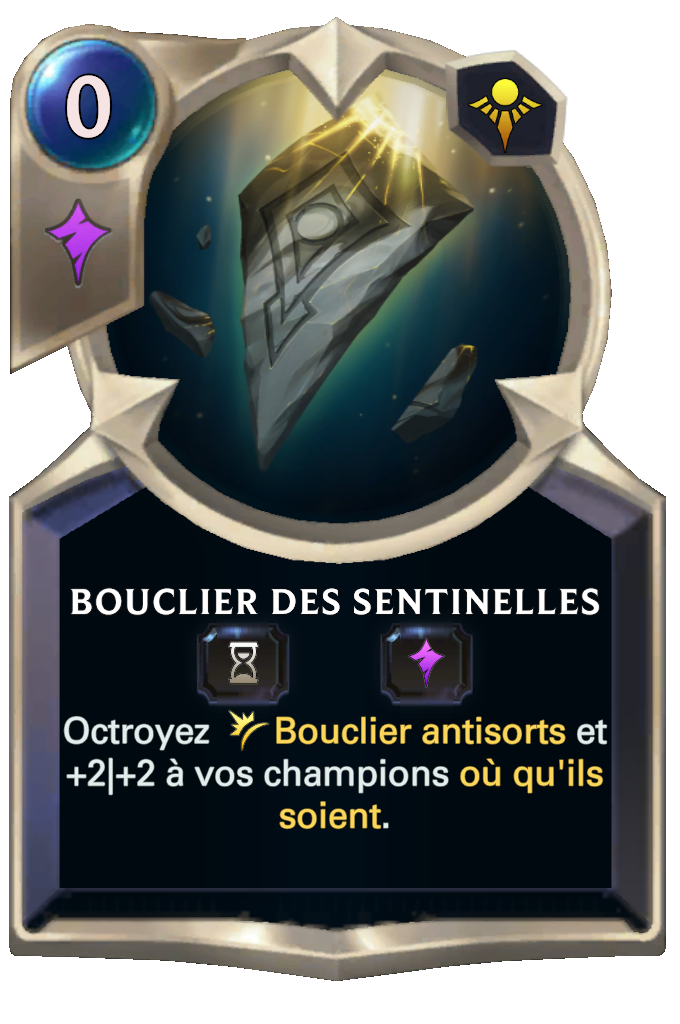 0
BOUCLIER DES SENTINELLES
Octroyez Bouclier antisorts et
+2|+2 à vos champions où qu'ils
soient.